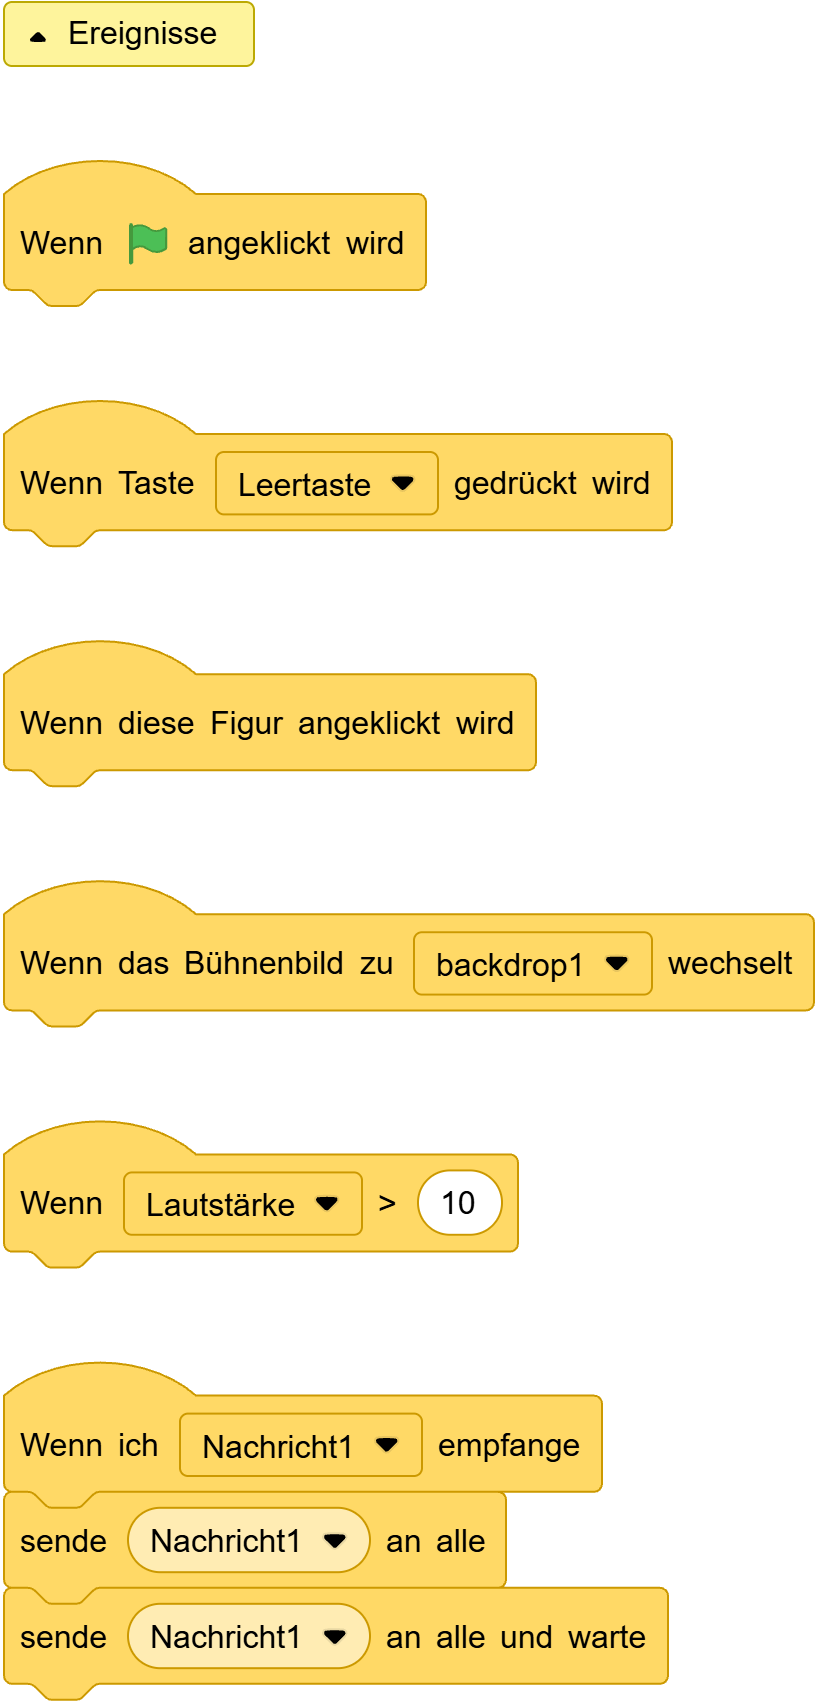 Ereignisse
Wenn angeklickt wird
Wenn Taste Leertaste gedrückt wird
Wenn diese Figur angeklickt wird
Wenn das Bühnenbild zu backdrop1 wechselt
Wenn Lautstärke > 10
Wenn ich Nachricht1 empfange
sende Nachricht1 an alle
sende Nachricht1 an alle und warte